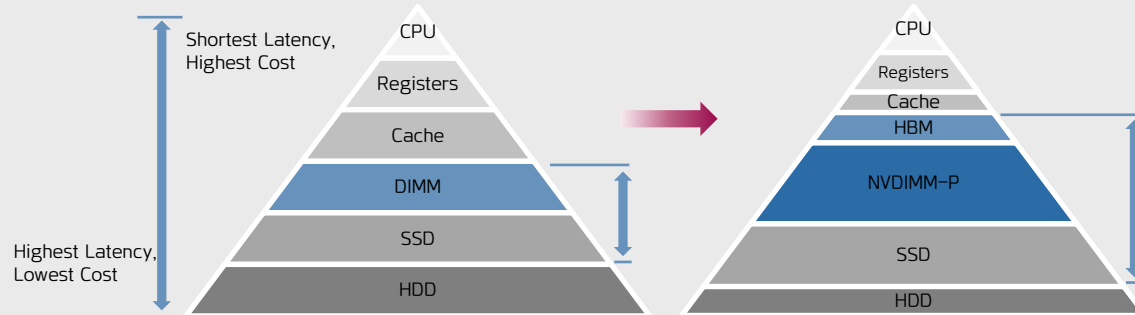 Shortest Latency,
Highest Cost
Highest Latency,
Lowest Cost
CPU
Registers
Cache
DIMM
SSD
HDD
CPU
Registers
Cache
HBM
NVDIMM-P
SSD
HDD